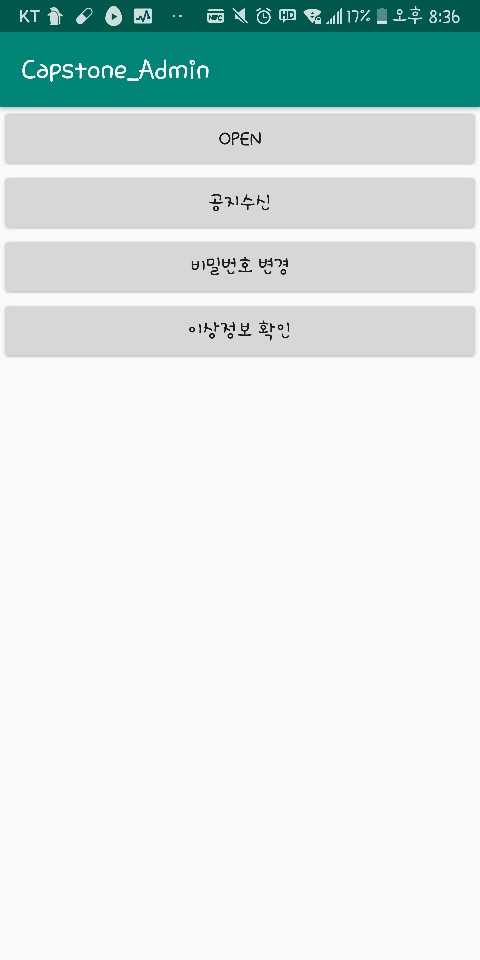 KT HD 17% 오후 8:36
Capstone_Admin
OPEN
공지수신
비밀번호 변경
이상정보 확인